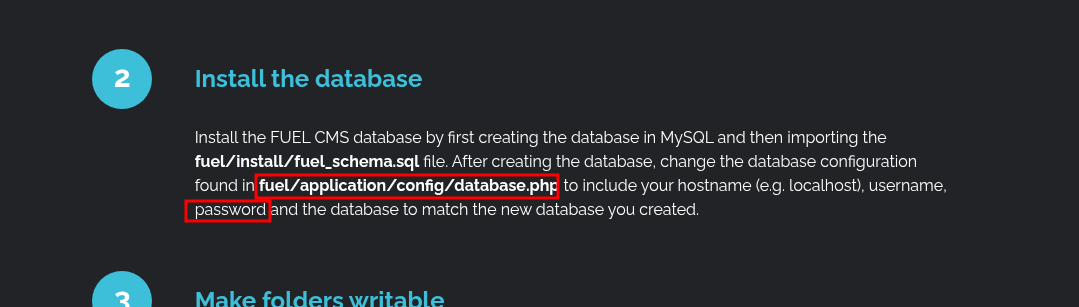 2
Install the database
Install the FUEL CMS database by first creating the database in MySQL and then importing the
fuel/install/fuel_schema.sql file. After creating the database, change the database configuration
found in fuel/application/config/database.php to include your hostname (e.g. localhost), username,
password and the database to match the new database you created.
3
Make folders writable